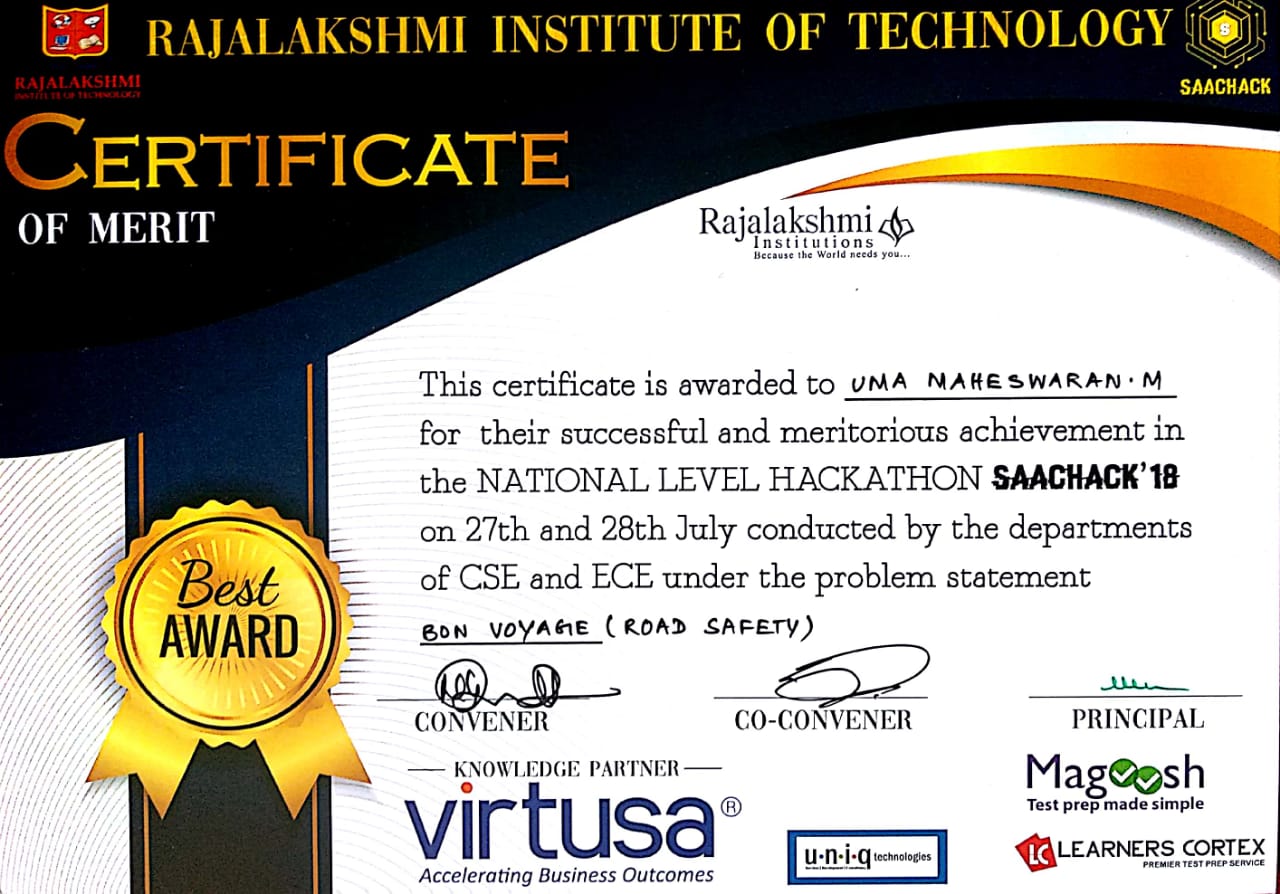 RAJALAKSHMI INSTITUTE OF TECHNOLOGY
S
SAACHACK
RAJALAKSHMI
INSTITUTE OF TECHNOLOGY
CERTIFICATE
OF MERIT
Rajalakshmi
Institutions
Because the World needs you...
This certificate is awarded to UMA MAHESWARAN.M
for their successful and meritorious achievement in
the NATIONAL LEVEL HACKATHON SAACHACK'18
on 27th and 28th July conducted by the departments
of CSE and ECE under the problem statement
BON VOYAGE (ROAD SAFETY)
Best
AWARD
CONVENER
CO-CONVENER
PRINCIPAL
KNOWLEDGE PARTNER
virtusa®
Accelerating Business Outcomes
u·n·i·q technologies
Magoosh
Test prep made simple
LC LEARNERS CORTEX
PREMIER TEST PREP SERVICE